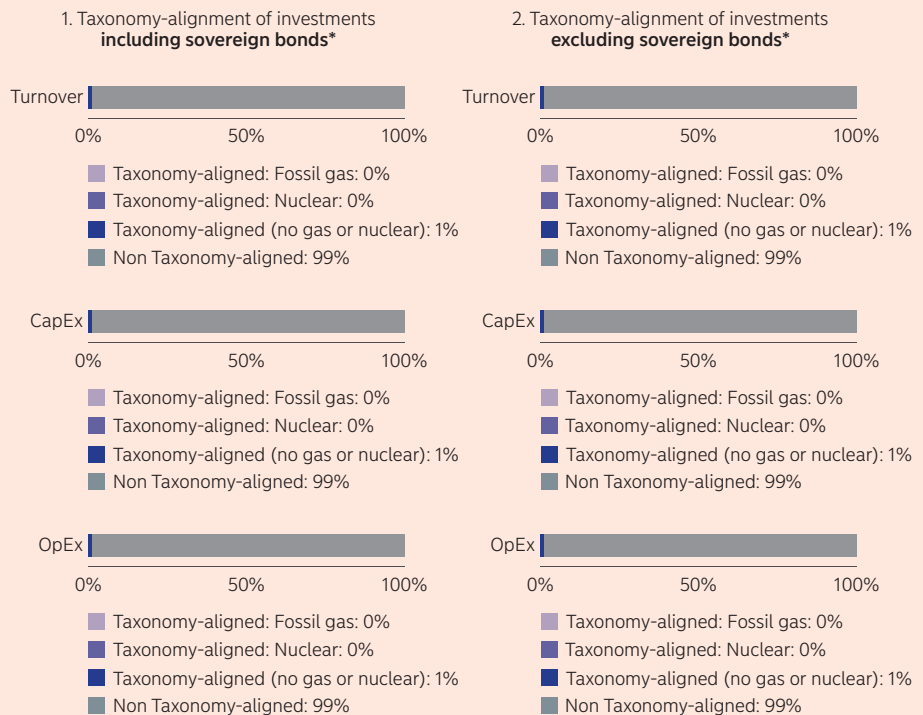 1. Taxonomy-alignment of investments
including sovereign bonds*
Turnover
0% 50% 100%
Taxonomy-aligned: Fossil gas: 0%
Taxonomy-aligned: Nuclear: 0%
Taxonomy-aligned (no gas or nuclear): 1%
Non Taxonomy-aligned: 99%
CapEx
0% 50% 100%
Taxonomy-aligned: Fossil gas: 0%
Taxonomy-aligned: Nuclear: 0%
Taxonomy-aligned (no gas or nuclear): 1%
Non Taxonomy-aligned: 99%
OpEx
0% 50% 100%
Taxonomy-aligned: Fossil gas: 0%
Taxonomy-aligned: Nuclear: 0%
Taxonomy-aligned (no gas or nuclear): 1%
Non Taxonomy-aligned: 99%
2. Taxonomy-alignment of investments
excluding sovereign bonds*
Turnover
0% 50% 100%
Taxonomy-aligned: Fossil gas: 0%
Taxonomy-aligned: Nuclear: 0%
Taxonomy-aligned (no gas or nuclear): 1%
Non Taxonomy-aligned: 99%
CapEx
0% 50% 100%
Taxonomy-aligned: Fossil gas: 0%
Taxonomy-aligned: Nuclear: 0%
Taxonomy-aligned (no gas or nuclear): 1%
Non Taxonomy-aligned: 99%
OpEx
0% 50% 100%
Taxonomy-aligned: Fossil gas: 0%
Taxonomy-aligned: Nuclear: 0%
Taxonomy-aligned (no gas or nuclear): 1%
Non Taxonomy-aligned: 99%